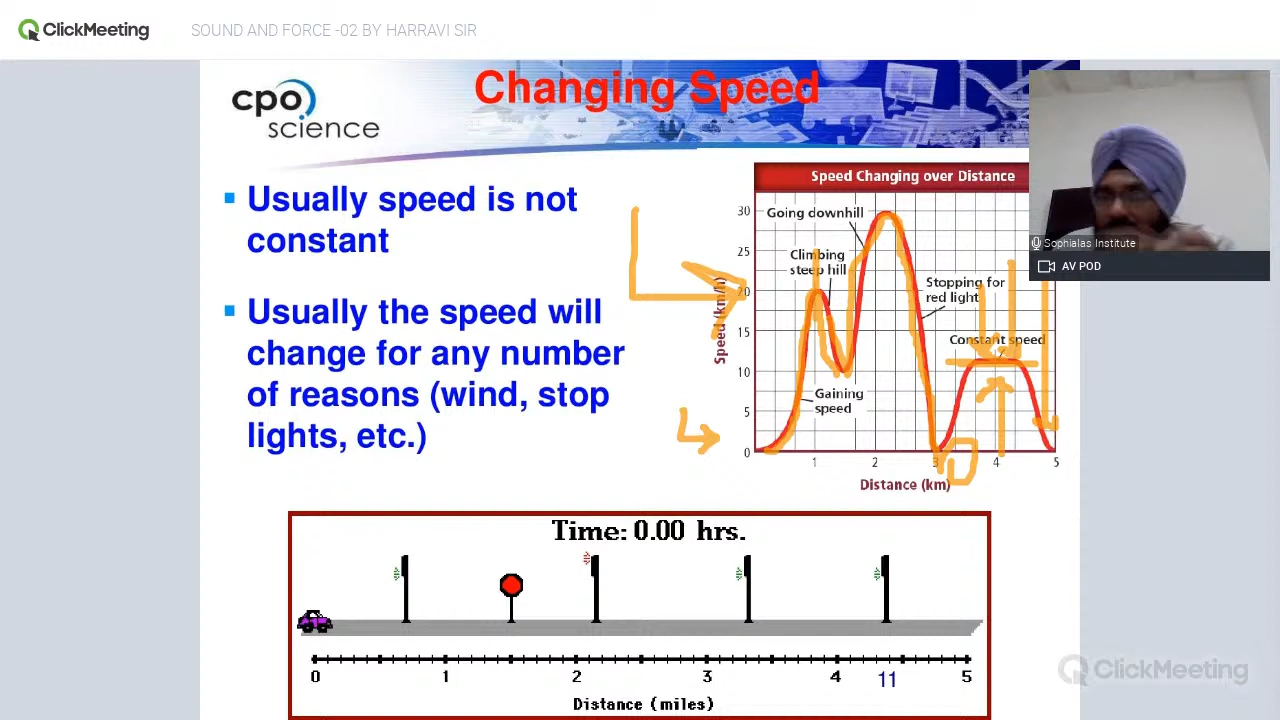 ClickMeeting
SOUND AND FORCE -02 BY HARRAVI SIR
Changing Speed
cpo
science
Usually speed is not
constant
Usually the speed will
change for any number
of reasons (wind, stop
lights, etc.)
Speed Changing over Distance
Speed (km/h)
30
25
20
15
10
5
0
Going downhill
Climbing
steep hill
Stopping for
red light
Constant speed
Gaining
speed
1 2 3 4 5
Distance (km)
Sophialas Institute
AV POD
Time: 0.00 hrs.
0 1 2 3 4 5
11
Distance (miles)
ClickMeeting